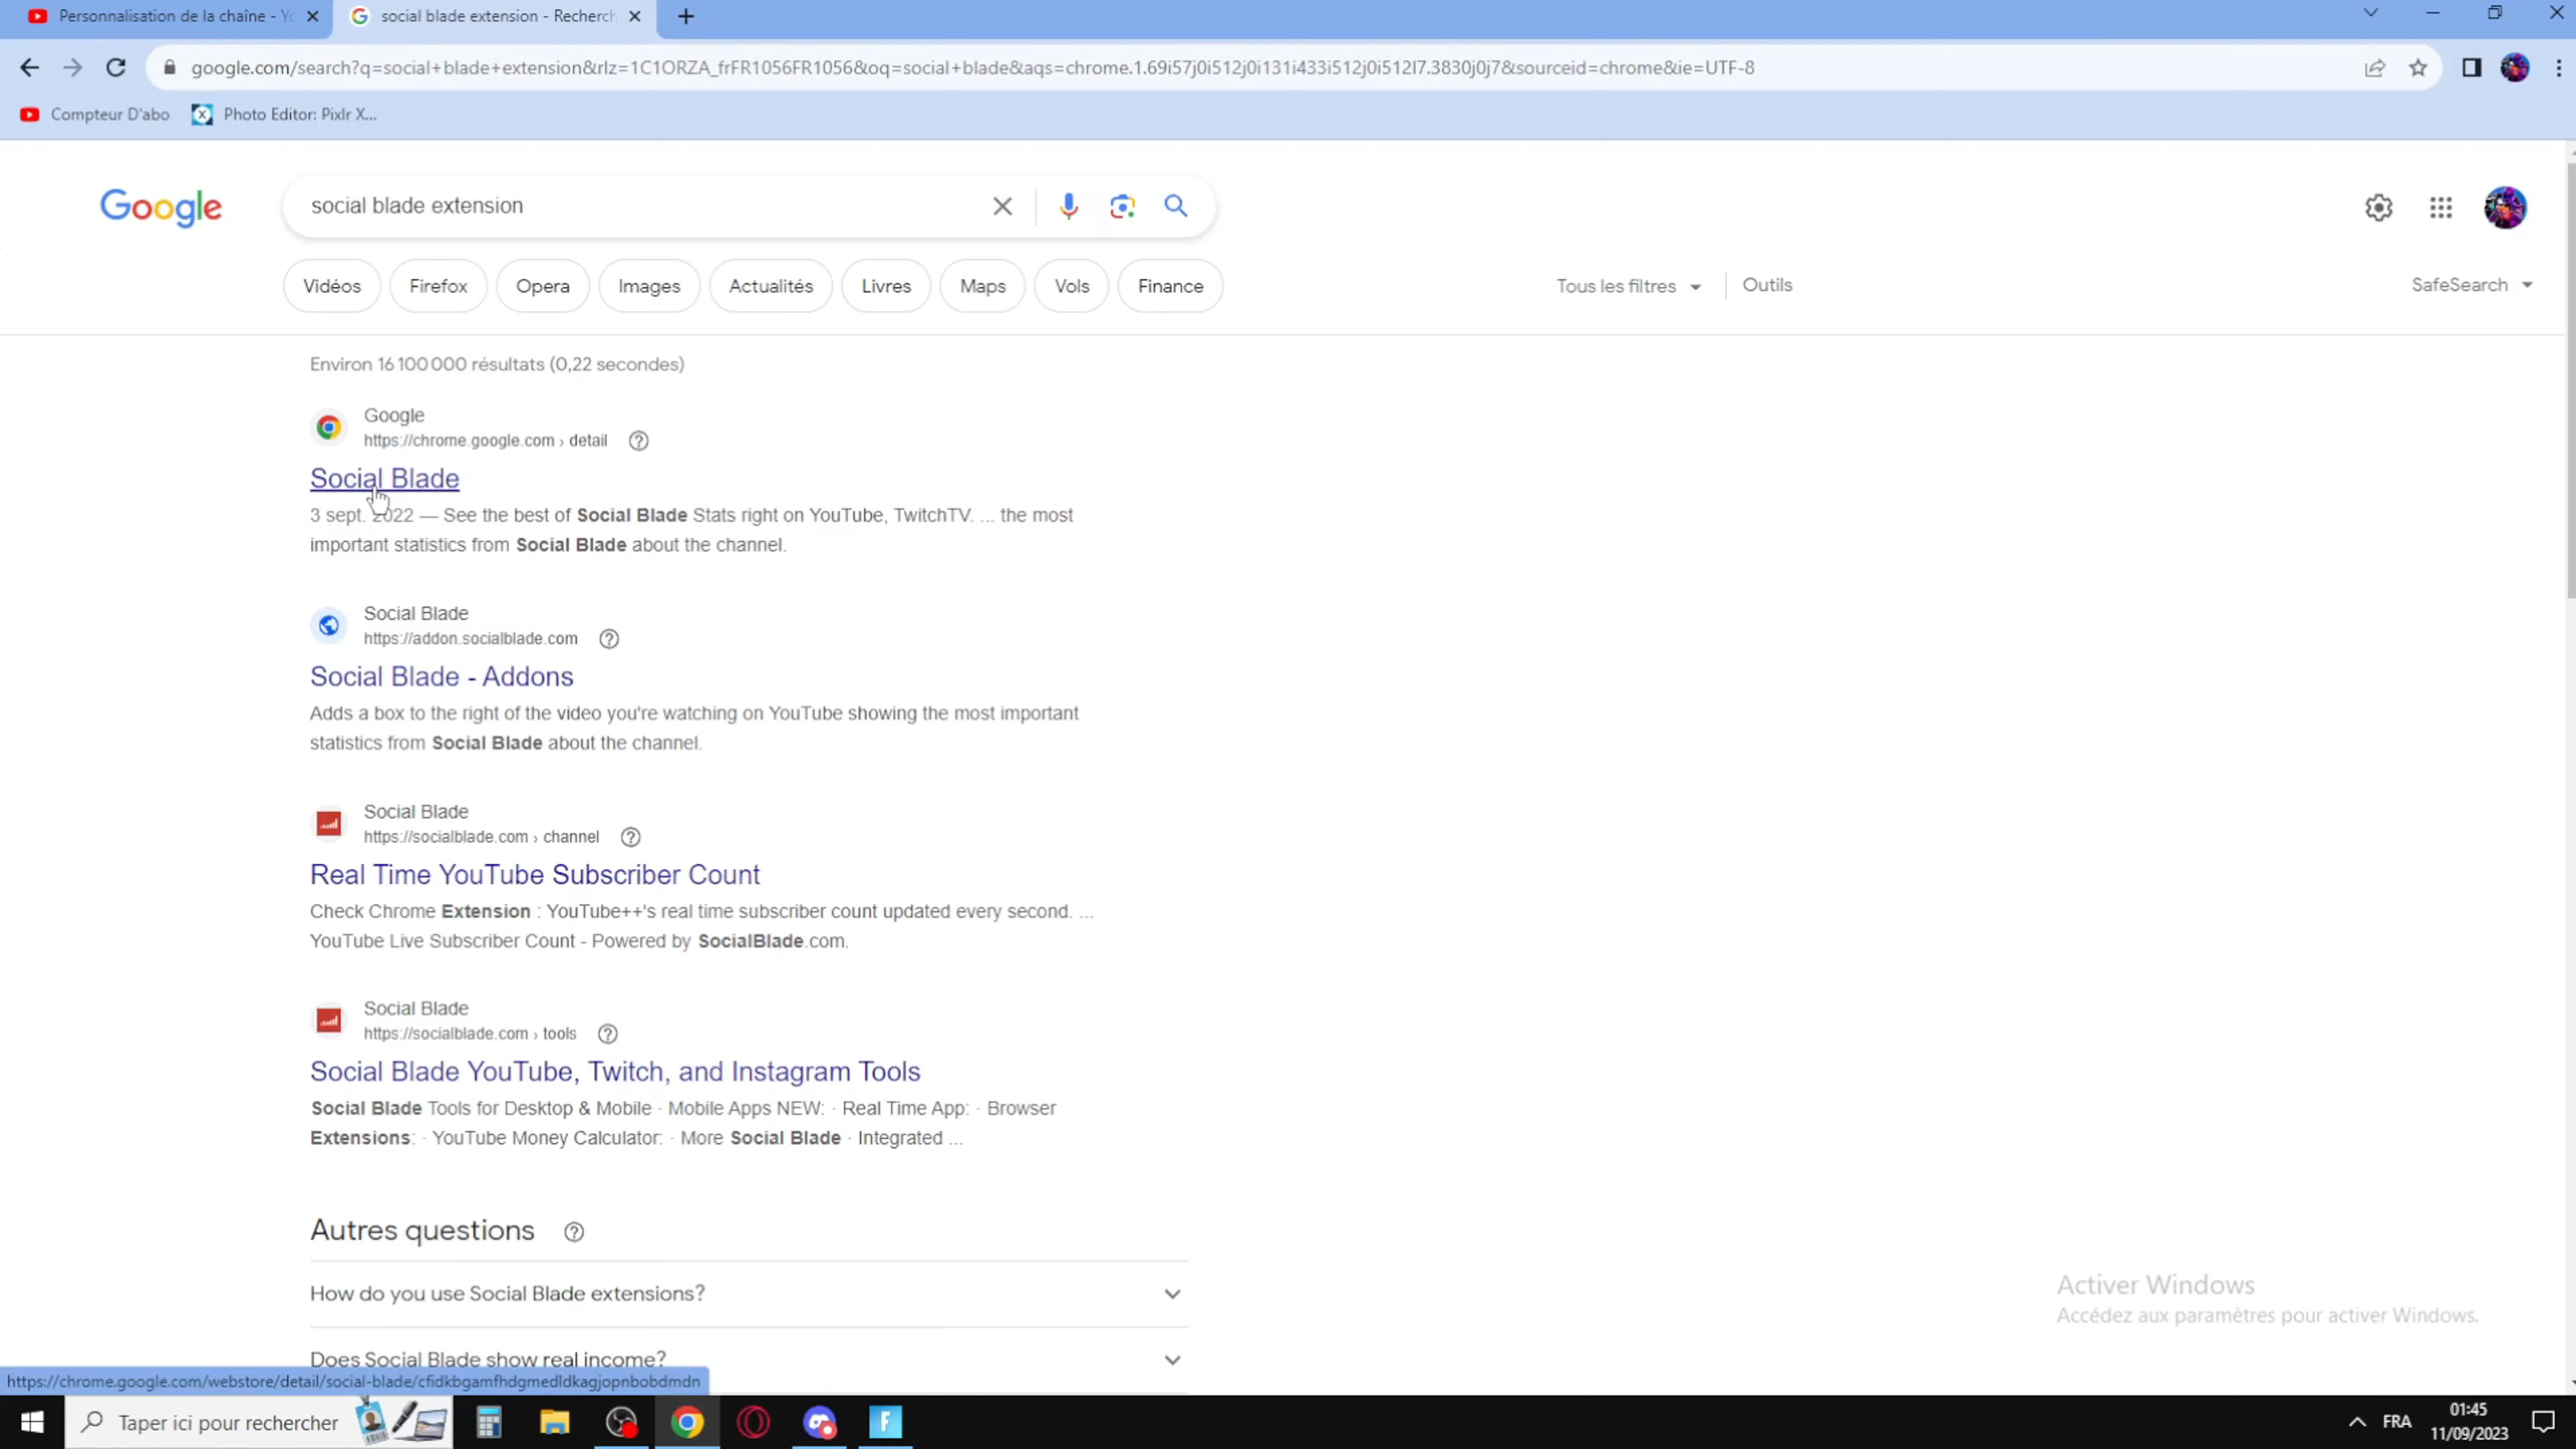 Personnalisation de la chaîne - Yo
social blade extension - Recherch
google.com/search?q=social+blade+extension&rlz=1C1ORZA_frFR1056FR1056&oq=social+blade&aqs=chrome.1.69i57j0i512j0i131i433i512j0i512l7.3830j0j7&sourceid=chrome&ie=UTF-8
Compteur D'abo
Photo Editor: Pixlr X...
Google
social blade extension
Vidéos
Firefox
Opera
Images
Actualités
Livres
Maps
Vols
Finance
Tous les filtres
Outils
SafeSearch
Environ 16 100 000 résultats (0,22 secondes)
Google
https://chrome.google.com › detail
Social Blade
3 sept. 2022 — See the best of Social Blade Stats right on YouTube, TwitchTV. ... the most
important statistics from Social Blade about the channel.
Social Blade
https://addon.socialblade.com
Social Blade - Addons
Adds a box to the right of the video you're watching on YouTube showing the most important
statistics from Social Blade about the channel.
Social Blade
https://socialblade.com › channel
Real Time YouTube Subscriber Count
Check Chrome Extension : YouTube++'s real time subscriber count updated every second. ...
YouTube Live Subscriber Count - Powered by SocialBlade.com.
Social Blade
https://socialblade.com › tools
Social Blade YouTube, Twitch, and Instagram Tools
Social Blade Tools for Desktop & Mobile · Mobile Apps NEW: · Real Time App: · Browser
Extensions: · YouTube Money Calculator: · More Social Blade · Integrated ...
Autres questions
How do you use Social Blade extensions?
Does Social Blade show real income?
Activer Windows
Accédez aux paramètres pour activer Windows.
https://chrome.google.com/webstore/detail/social-blade/cfidkbgamfhdgmedldkagjopnbobdmdn
Taper ici pour rechercher
FRA
01:45
11/09/2023